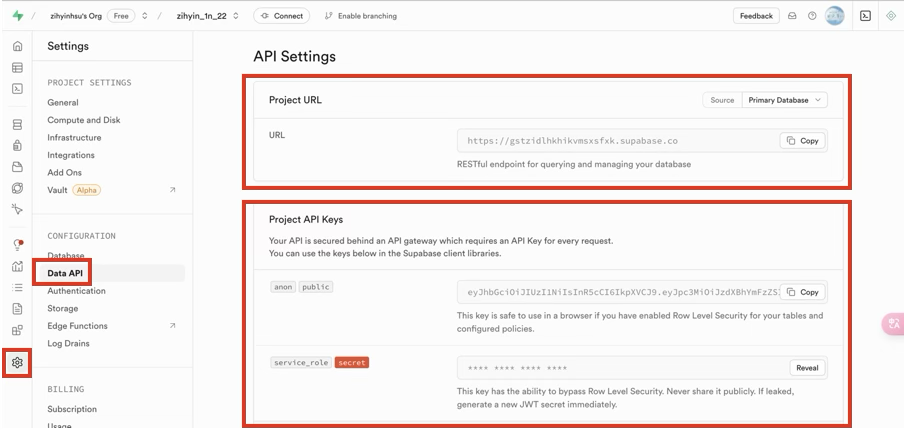 zihyinhsu's Org Free / zihyin_1n_22 Connect Enable branching Feedback
Settings
PROJECT SETTINGS
General
Compute and Disk
Infrastructure
Integrations
Add Ons
Vault Alpha
CONFIGURATION
Database
Data API
Authentication
Storage
Edge Functions
Log Drains
BILLING
Subscription
Usage
API Settings
Project URL
Source Primary Database
URL
https://gstzidlhkhikvmsxsfxk.supabase.co Copy
RESTful endpoint for querying and managing your database
Project API Keys
Your API is secured behind an API gateway which requires an API Key for every request.
You can use the keys below in the Supabase client libraries.
anon public
eyJhbGciOiJIUzI1NiIsInR5cCI6IkpXVCJ9.eyJpc3MiOiJzdXBhYmFzZSI Copy
This key is safe to use in a browser if you have enabled Row Level Security for your tables and
configured policies.
service_role secret
**** **** **** **** Reveal
This key has the ability to bypass Row Level Security. Never share it publicly. If leaked,
generate a new JWT secret immediately.